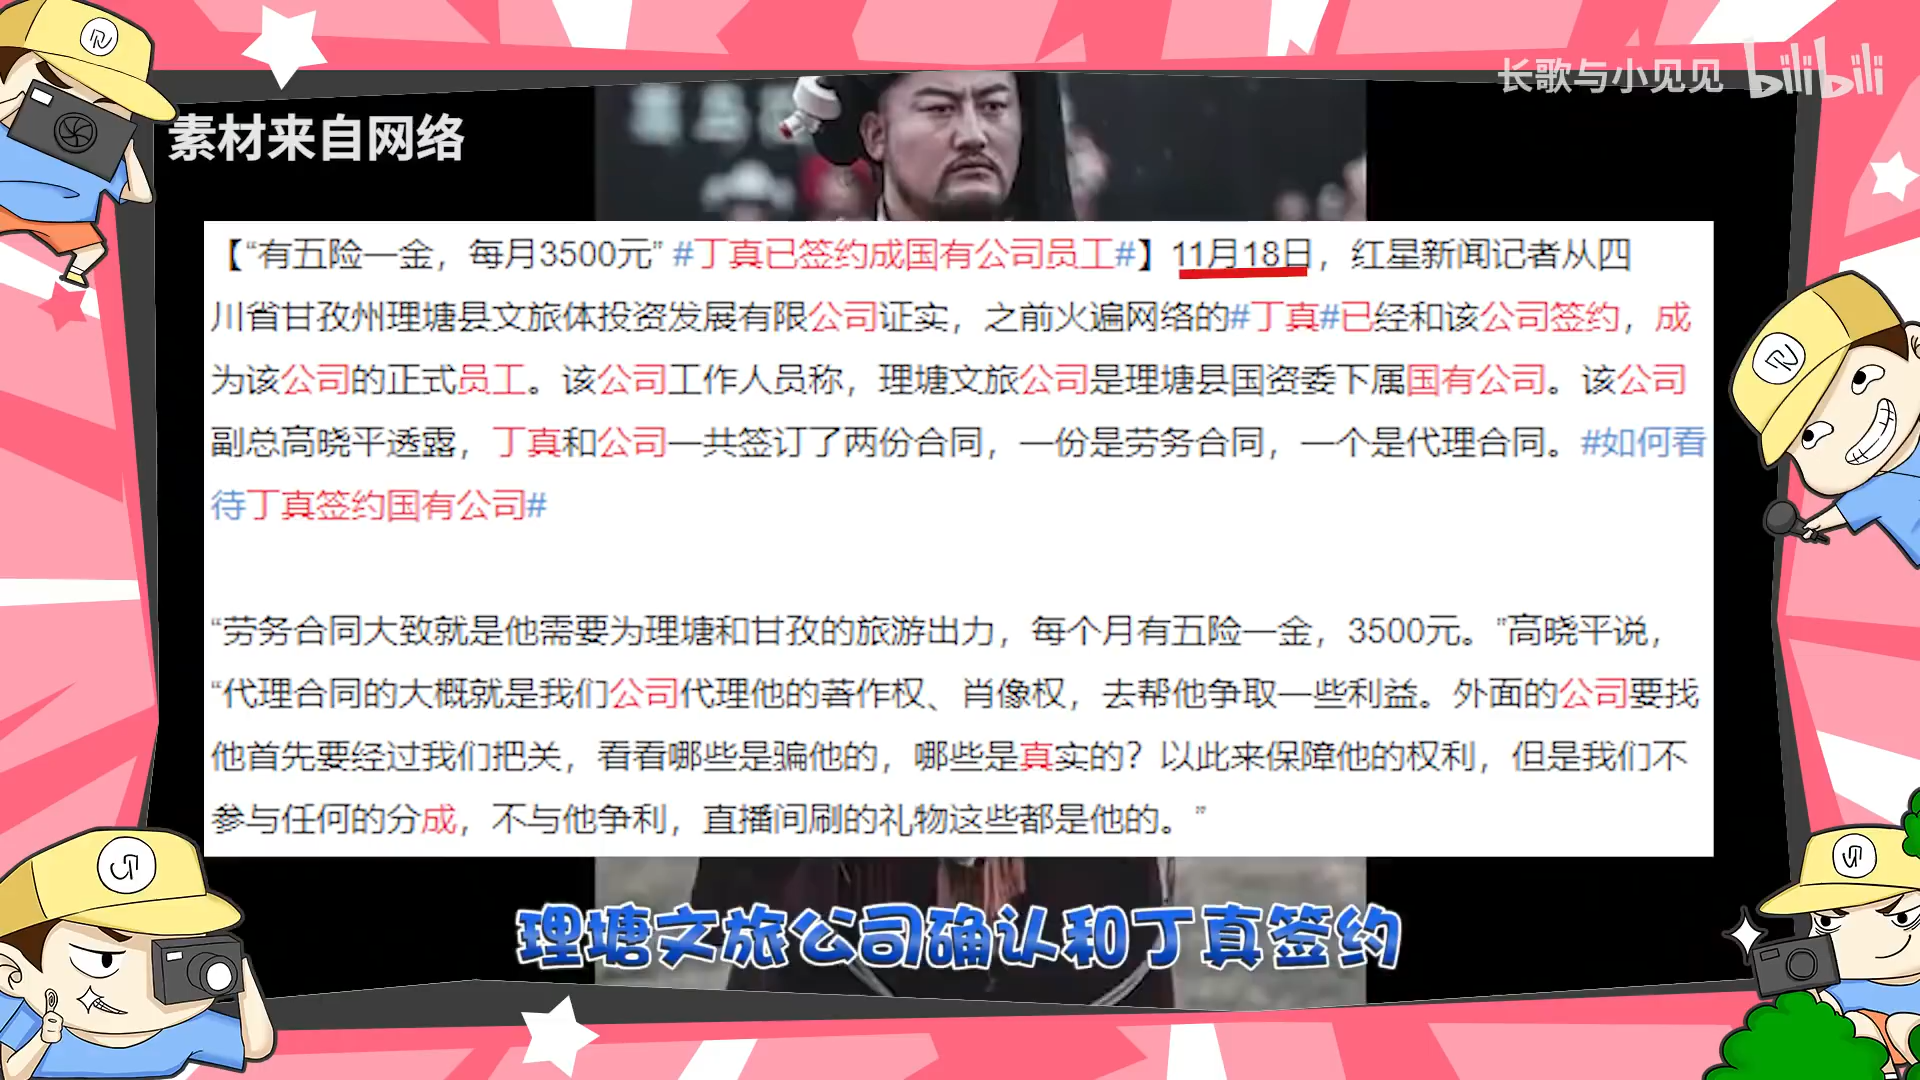 长歌与小见见 bilibili
素材来自网络
【“有五险一金，每月3500元” #丁真已签约成国有公司员工#】11月18日，红星新闻记者从四
川省甘孜州理塘县文旅体投资发展有限公司证实，之前火遍网络的#丁真#已经和该公司签约，成
为该公司的正式员工。该公司工作人员称，理塘文旅公司是理塘县国资委下属国有公司。该公司
副总高晓平透露，丁真和公司一共签订了两份合同，一份是劳务合同，一个是代理合同。#如何看
待丁真签约国有公司#
“劳务合同大致就是他需要为理塘和甘孜的旅游出力，每个月有五险一金，3500元。”高晓平说，
“代理合同的大概就是我们公司代理他的著作权、肖像权，去帮他争取一些利益。外面的公司要找
他首先要经过我们把关，看看哪些是骗他的，哪些是真实的？以此来保障他的权利，但是我们不
参与任何的分成，不与他争利，直播间刷的礼物这些都是他的。”
理塘文旅公司确认和丁真签约